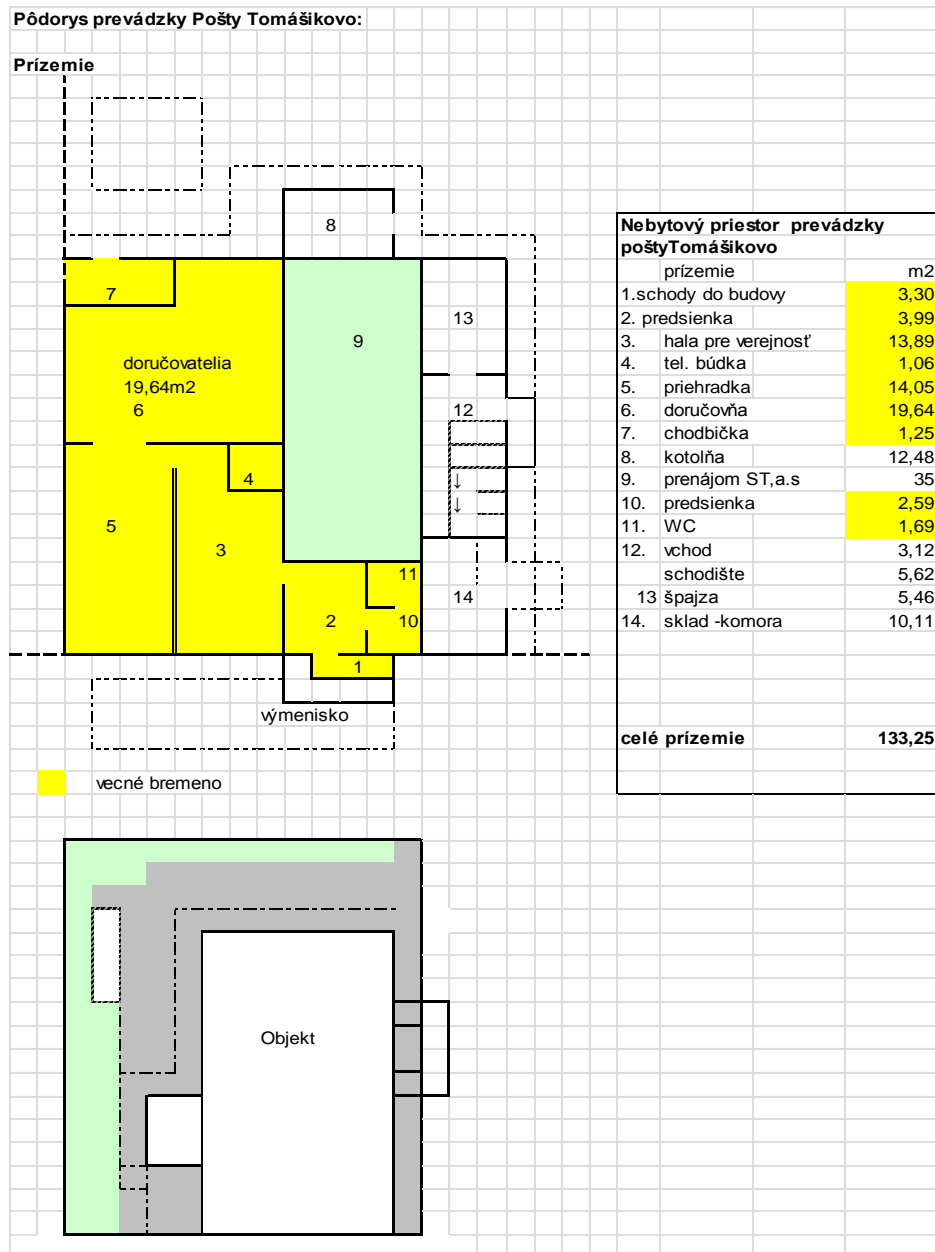 Pôdorys prevádzky Pošty Tomášikovo:
Prízemie
8
7
9
13
doručovatelia
19,64m2
6
12
4
↓
↓
5
3
11
14
2
10
1
výmenisko
vecné bremeno
Nebytový priestor prevádzky
poštyTomášikovo
prízemie m2
1.schody do budovy 3,30
2. predsienka 3,99
3. hala pre verejnosť 13,89
4. tel. búdka 1,06
5. priehradka 14,05
6. doručovňa 19,64
7. chodbička 1,25
8. kotolňa 12,48
9. prenájom ST,a.s 35
10. predsienka 2,59
11. WC 1,69
12. vchod 3,12
schodište 5,62
13 špajza 5,46
14. sklad -komora 10,11
celé prízemie 133,25
Objekt